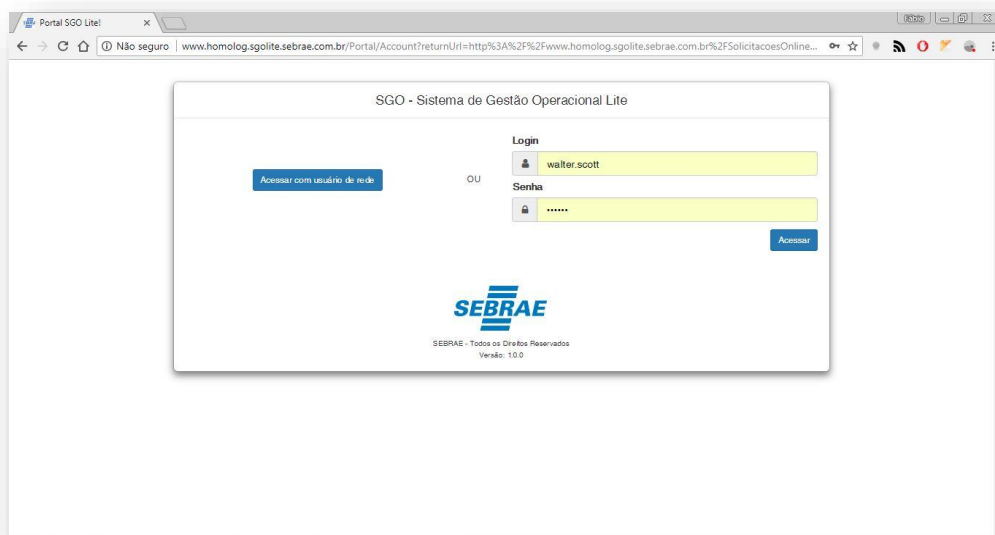 Portal SGO Lite!
Fábio
Não seguro | www.homolog.sgolite.sebrae.com.br/Portal/Account?returnUrl=http%3A%2F%2Fwww.homolog.sgolite.sebrae.com.br%2FSolicitacoesOnline...
SGO - Sistema de Gestão Operacional Lite
Login
walter.scott
Acessar com usuário de rede
OU
Senha
••••••
Acessar
SEBRAE
SEBRAE - Todos os Direitos Reservados
Versão: 1.0.0